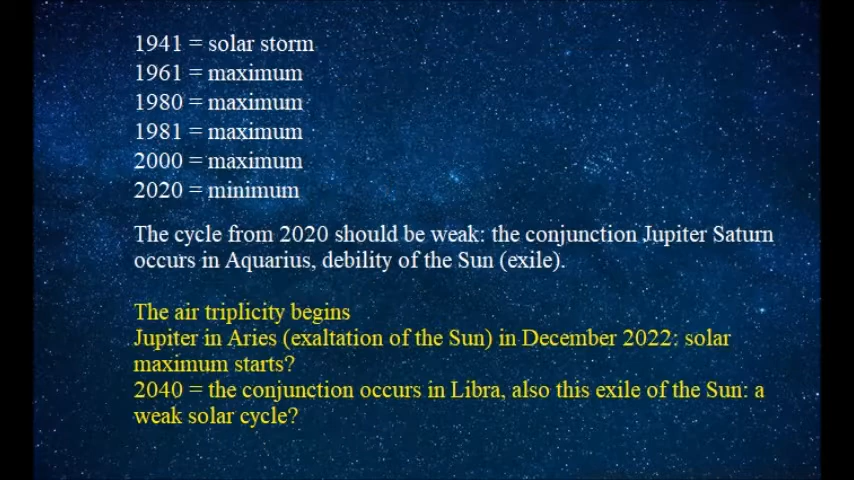 1941 = solar storm
1961 = maximum
1980 = maximum
1981 = maximum
2000 = maximum
2020 = minimum
The cycle from 2020 should be weak: the conjunction Jupiter Saturn
occurs in Aquarius, debility of the Sun (exile).
The air triplicity begins
Jupiter in Aries (exaltation of the Sun) in December 2022: solar
maximum starts?
2040 = the conjunction occurs in Libra, also this exile of the Sun: a
weak solar cycle?